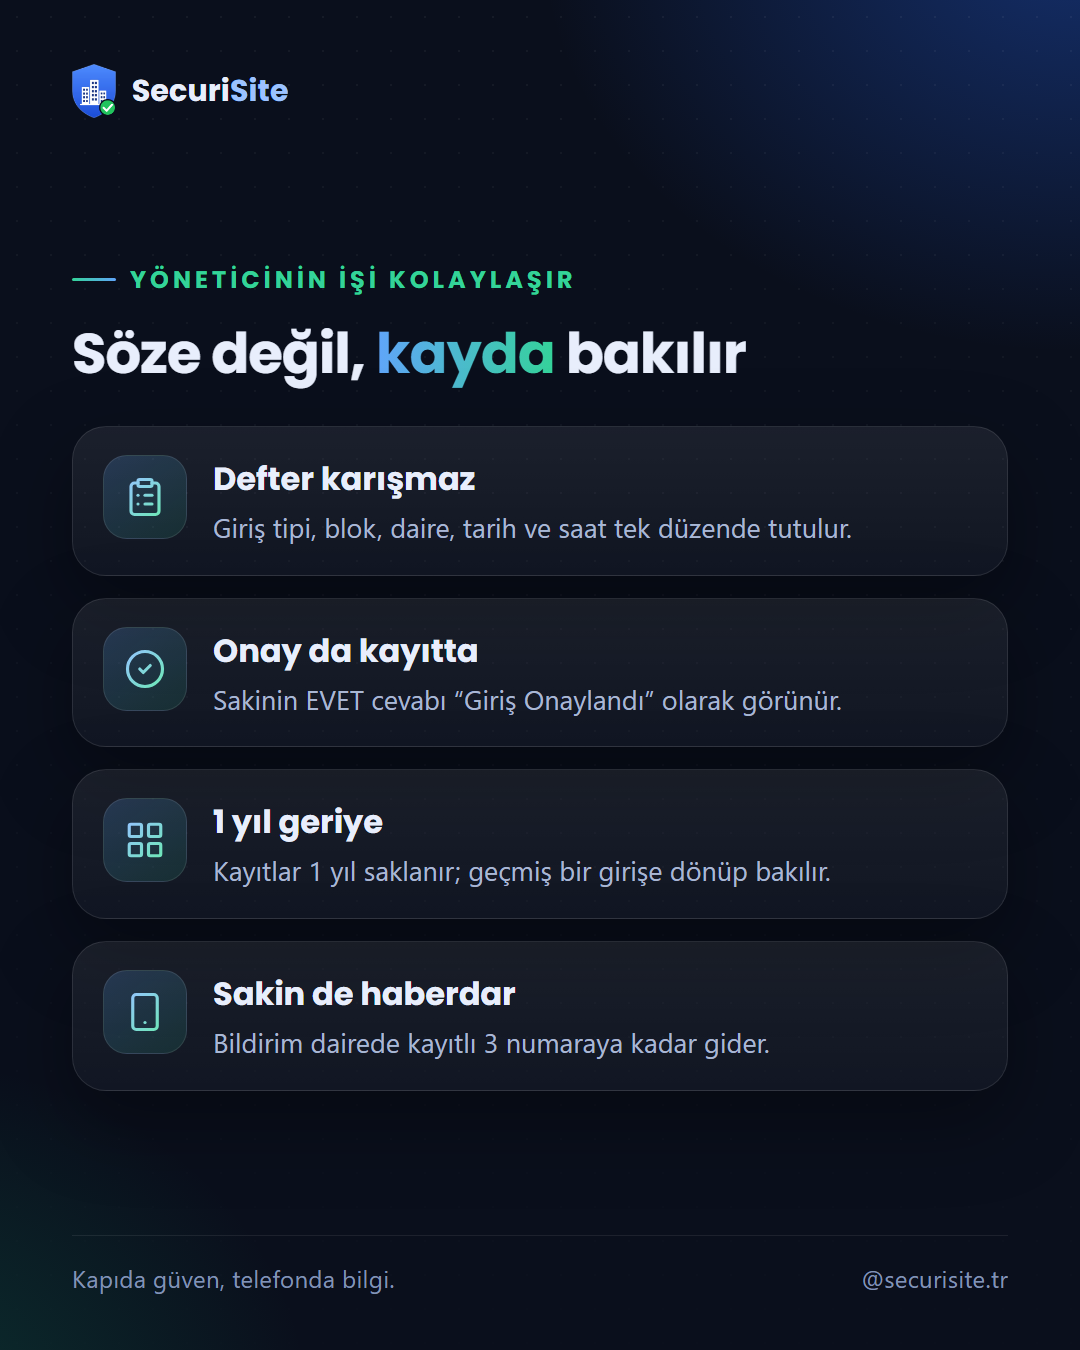 SecuriSite
YÖNETİCİNİN İŞİ KOLAYLAŞIR
Söze değil, kayda bakılır
Defter karışmaz
Giriş tipi, blok, daire, tarih ve saat tek düzende tutulur.
Onay da kayıtta
Sakinin EVET cevabı “Giriş Onaylandı” olarak görünür.
1 yıl geriye
Kayıtlar 1 yıl saklanır; geçmiş bir girişe dönüp bakılır.
Sakin de haberdar
Bildirim dairede kayıtlı 3 numaraya kadar gider.
Kapıda güven, telefonda bilgi.
@securisite.tr